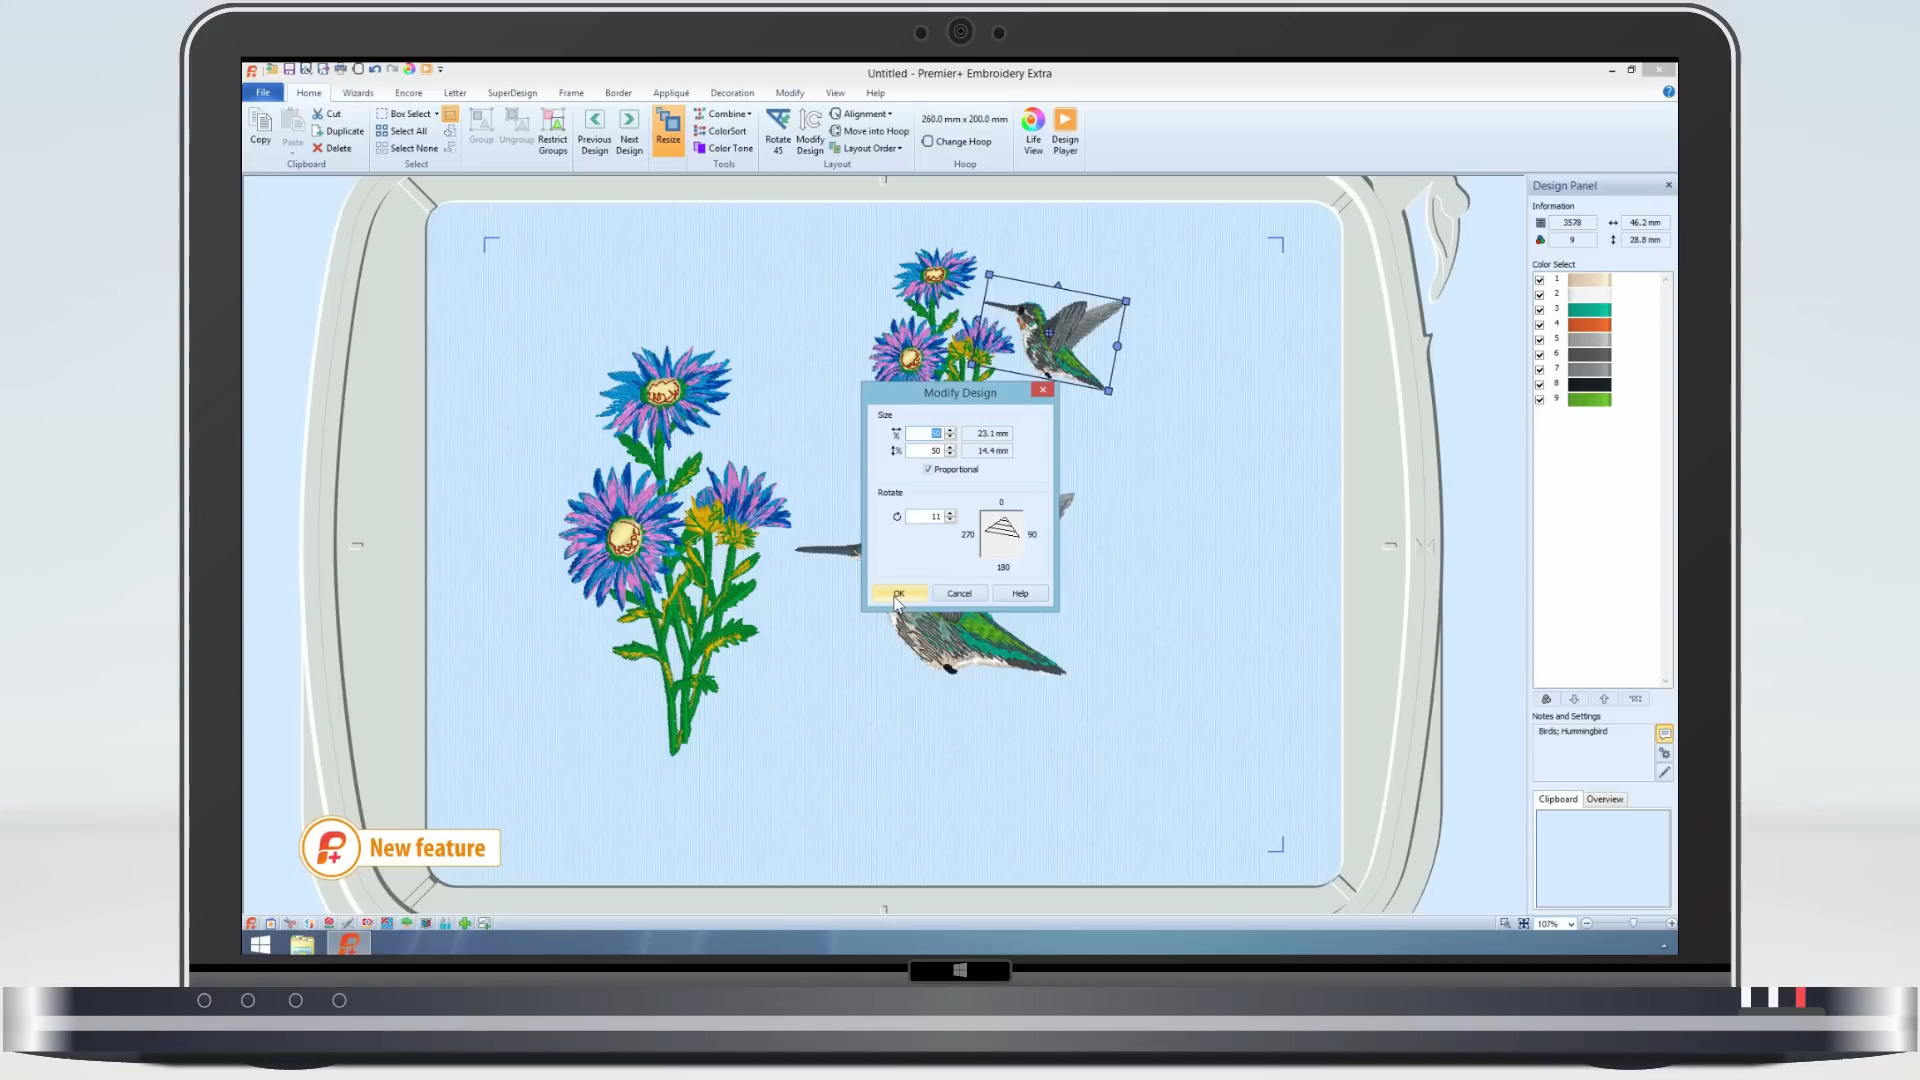 Untitled - Premier+ Embroidery Extra
File Home Wizards Encore Letter SuperDesign Frame Border Appliqué Decoration Modify View Help
Copy
Paste
Cut
Duplicate
Delete
Clipboard
Box Select
Select All
Select None
Select
Group
Ungroup
Restrict
Groups
Previous
Design
Next
Design
Resize
Combine
ColorSort
Color Tone
Tools
Rotate
45
Modify
Design
Alignment
Move into Hoop
Layout Order
Layout
260.0 mm x 200.0 mm
Change Hoop
Hoop
Life
View
Design
Player
Design Panel
Information
3578 46.2 mm
9 28.8 mm
Color Select
1
2
3
4
5
6
7
8
9
Notes and Settings
Birds; Hummingbird
Clipboard Overview
Modify Design
Size
% 50 23.1 mm
% 50 14.4 mm
Proportional
Rotate
11
0
270 90
180
OK Cancel Help
New feature
107%